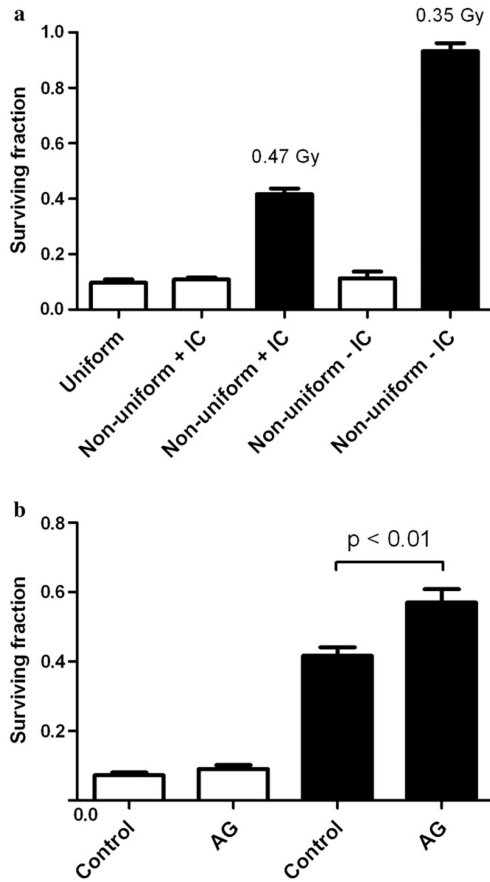 a
0.35 Gy
0.47 Gy
Surviving fraction
1.0
0.8
0.6
0.4
0.2
0.0
Uniform
Non-uniform + IC
Non-uniform + IC
Non-uniform - IC
Non-uniform - IC
b
p < 0.01
Surviving fraction
0.8
0.6
0.4
0.2
0.0
Control
AG
Control
AG